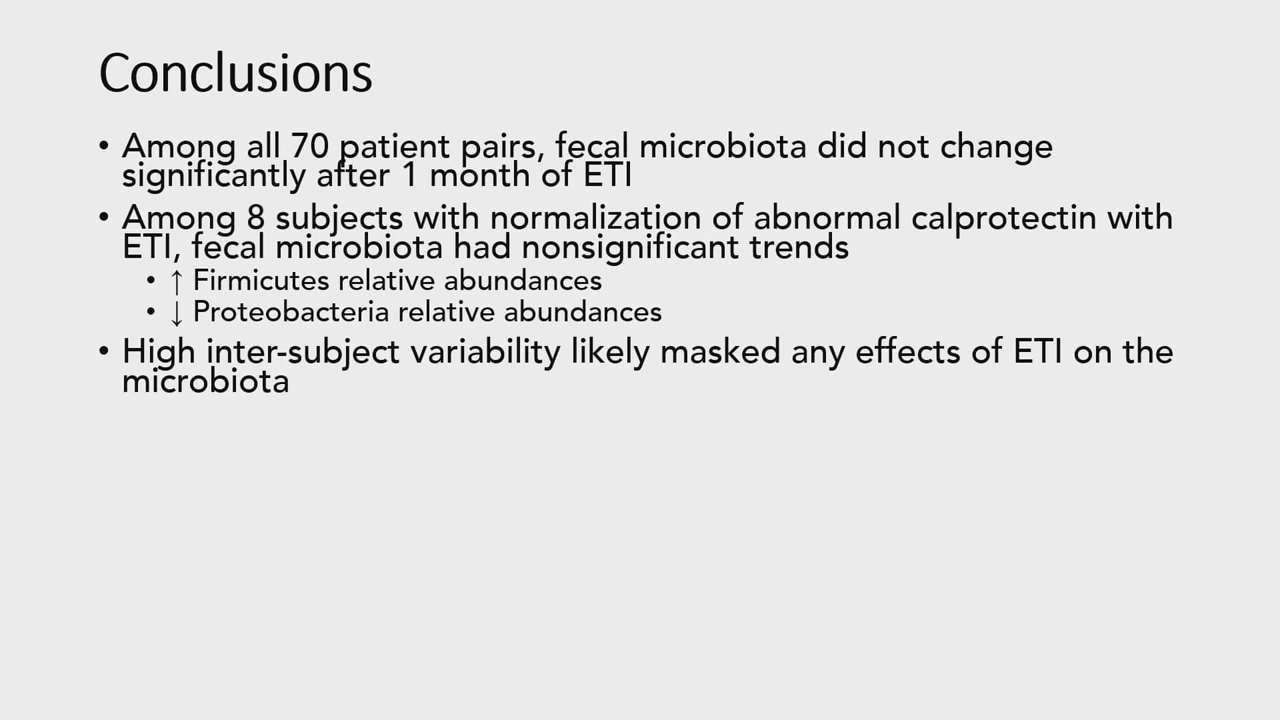 Conclusions
• Among all 70 patient pairs, fecal microbiota did not change
significantly after 1 month of ETI
• Among 8 subjects with normalization of abnormal calprotectin with
ETI, fecal microbiota had nonsignificant trends
• ↑ Firmicutes relative abundances
• ↓ Proteobacteria relative abundances
• High inter-subject variability likely masked any effects of ETI on the
microbiota